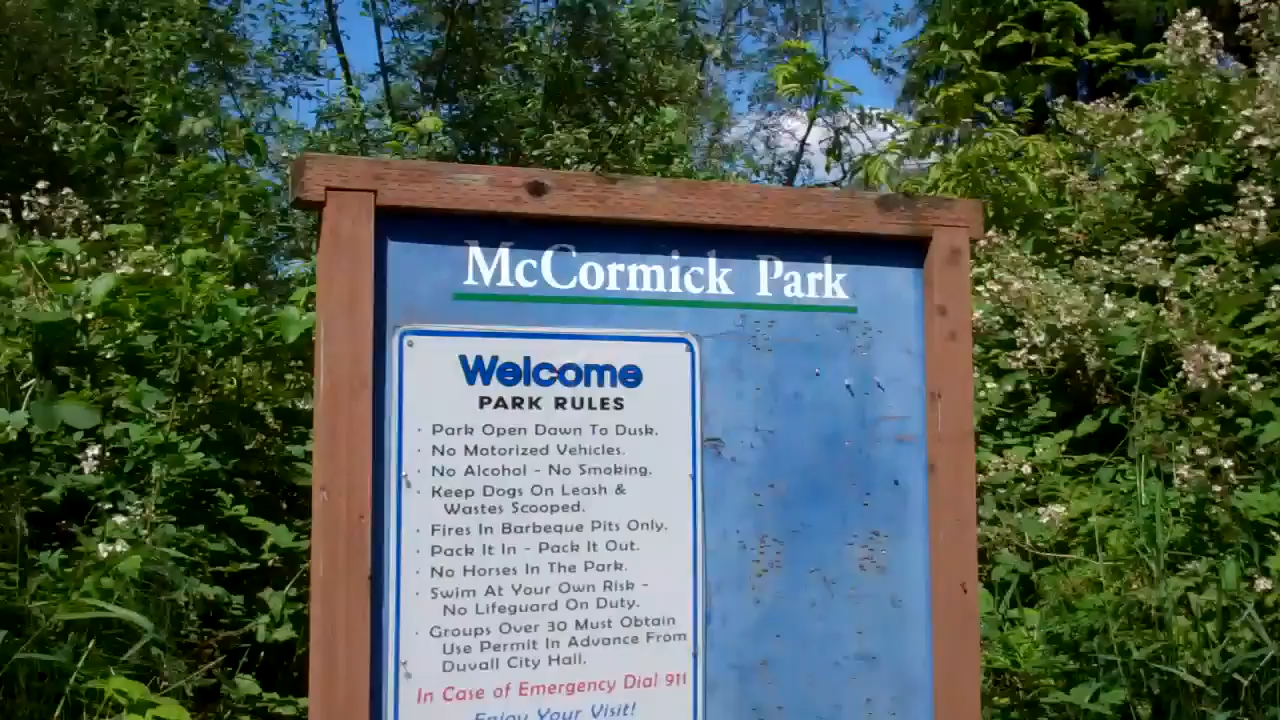 McCormick Park
Welcome
PARK RULES
· Park Open Dawn To Dusk.
· No Motorized Vehicles.
· No Alcohol - No Smoking.
· Keep Dogs On Leash &
Wastes Scooped.
· Fires In Barbeque Pits Only.
· Pack It In - Pack It Out.
· No Horses In The Park.
· Swim At Your Own Risk -
No Lifeguard On Duty.
· Groups Over 30 Must Obtain
Use Permit In Advance From
Duvall City Hall.
In Case of Emergency Dial 911
Enjoy Your Visit!